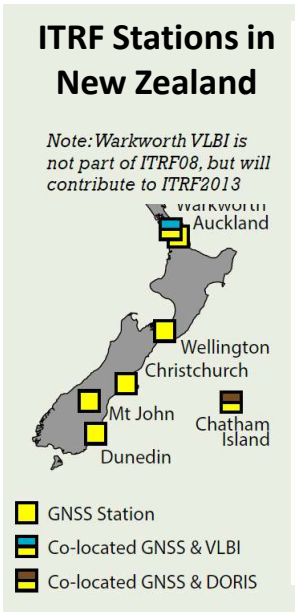 ITRF Stations in
New Zealand
Note: Warkworth VLBI is
not part of ITRF08, but will
contribute to ITRF2013
Warkworth
Auckland
Wellington
Christchurch
Mt John
Chatham
Island
Dunedin
GNSS Station
Co-located GNSS & VLBI
Co-located GNSS & DORIS